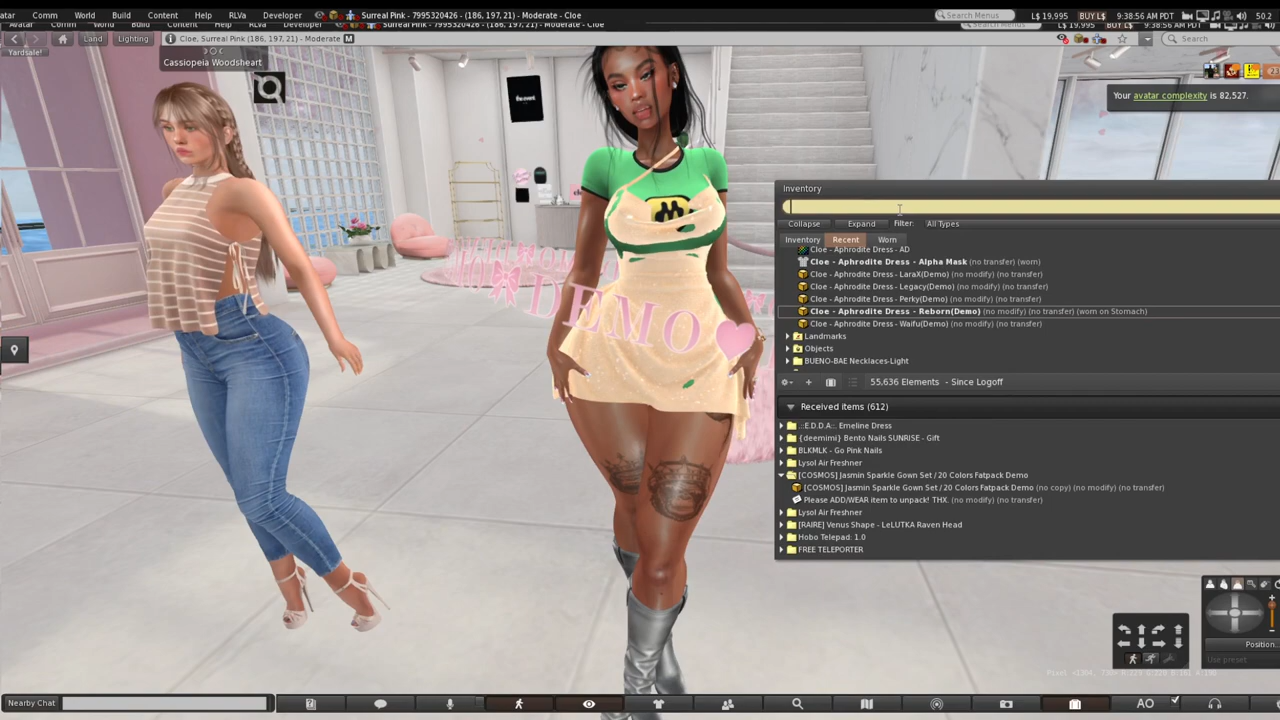 atar Comm World Build Content Help RLVa Developer Surreal Pink - 7995320426 - (186, 197, 21) - Moderate - Cloe Search Menus L$ 19,995 BUY L$ 9:38:56 AM PDT 50.2
Land Lighting Cloe, Surreal Pink (186, 197, 21) - Moderate M Search
Yardsale!
Cassiopeia Woodsheart
Your avatar complexity is 82,527.
Inventory
Collapse Expand Filter: All Types
Inventory Recent Worn
Cloe - Aphrodite Dress - AD
Cloe - Aphrodite Dress - Alpha Mask (no transfer) (worn)
Cloe - Aphrodite Dress - LaraX(Demo) (no modify) (no transfer)
Cloe - Aphrodite Dress - Legacy(Demo) (no modify) (no transfer)
Cloe - Aphrodite Dress - Perky(Demo) (no modify) (no transfer)
Cloe - Aphrodite Dress - Reborn(Demo) (no modify) (no transfer) (worn on Stomach)
Cloe - Aphrodite Dress - Waifu(Demo) (no modify) (no transfer)
Landmarks
Objects
BUENO-BAE Necklaces-Light
55,636 Elements - Since Logoff
Received items (612)
.::E.D.D.A::. Emeline Dress
{deemimi} Bento Nails SUNRISE - Gift
BLKMLK - Go Pink Nails
Lysol Air Freshner
[COSMOS] Jasmin Sparkle Gown Set / 20 Colors Fatpack Demo
[COSMOS] Jasmin Sparkle Gown Set / 20 Colors Fatpack Demo (no copy) (no modify) (no transfer)
Please ADD/WEAR item to unpack! THX. (no modify) (no transfer)
Lysol Air Freshner
[RAIRE] Venus Shape - LeLUTKA Raven Head
Hobo Telepad: 1.0
FREE TELEPORTER
DEMO
Position...
Use preset
Nearby Chat
AO